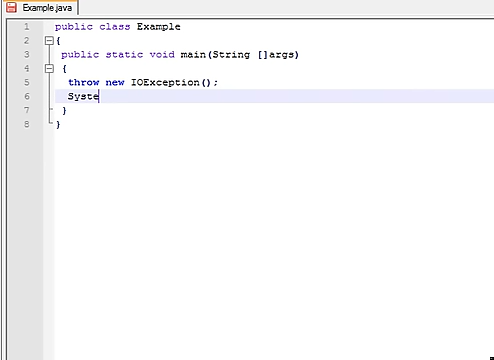 Example.java
1 public class Example
2 {
3 public static void main(String []args)
4 {
5 throw new IOException();
6 Syste
7 }
8 }